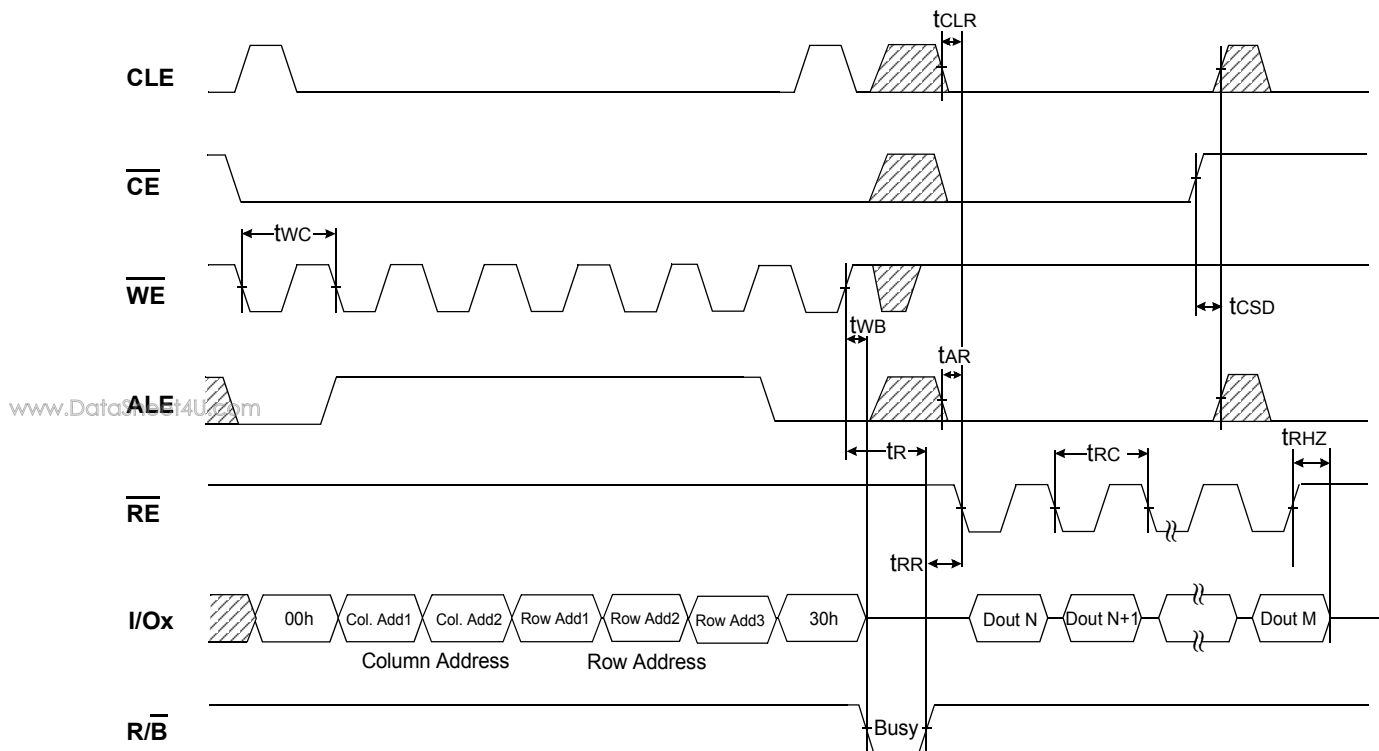 tCLR
CLE
CE
tWC
WE
tCSD
tWB
tAR
ALE
www.DataSheet4U.com
tR
tRC
tRHZ
RE
tRR
I/Ox
00h
Col. Add1
Col. Add2
Row Add1
Row Add2
Row Add3
30h
Dout N
Dout N+1
Dout M
Column Address
Row Address
R/B
Busy